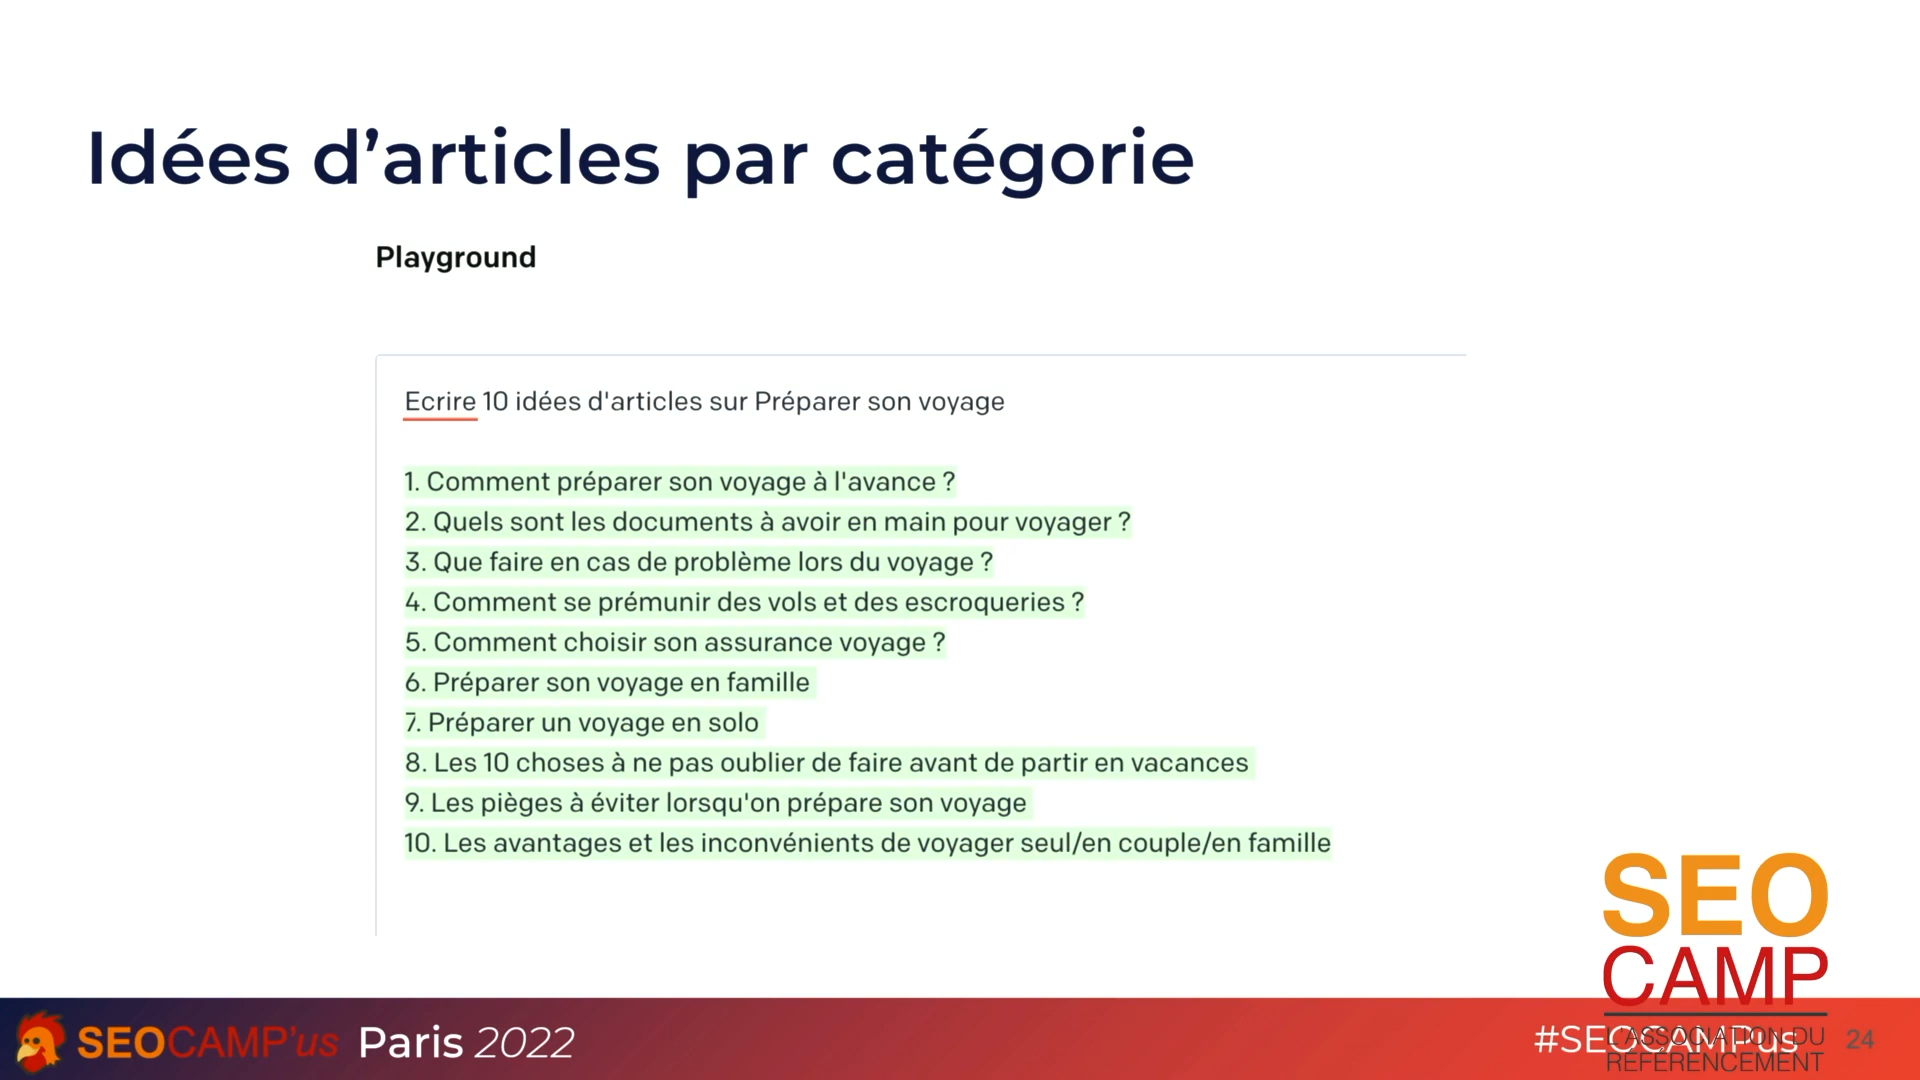 Idées d’articles par catégorie
Playground
Ecrire 10 idées d'articles sur Préparer son voyage
1. Comment préparer son voyage à l'avance ?
2. Quels sont les documents à avoir en main pour voyager ?
3. Que faire en cas de problème lors du voyage ?
4. Comment se prémunir des vols et des escroqueries ?
5. Comment choisir son assurance voyage ?
6. Préparer son voyage en famille
7. Préparer un voyage en solo
8. Les 10 choses à ne pas oublier de faire avant de partir en vacances
9. Les pièges à éviter lorsqu'on prépare son voyage
10. Les avantages et les inconvénients de voyager seul/en couple/en famille
SEO
CAMP
L'ASSOCIATION DU
RÉFÉRENCEMENT
SEOCAMP'us Paris 2022
#SEOCAMPus
24